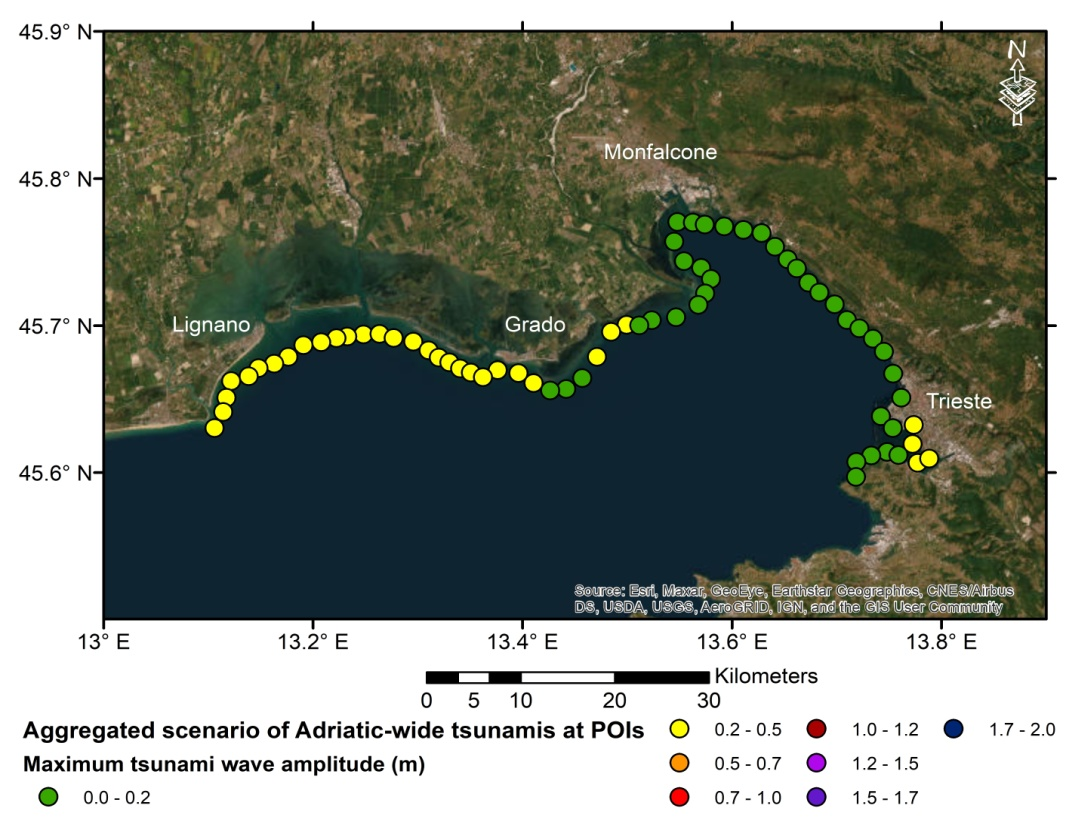 45.9° N
N
Monfalcone
45.8° N
Lignano
Grado
45.7° N
Trieste
45.6° N
Source: Esri, Maxar, GeoEye, Earthstar Geographics, CNES/Airbus
DS, USDA, USGS, AeroGRID, IGN, and the GIS User Community
13° E
13.2° E
13.4° E
13.6° E
13.8° E
Kilometers
0 5 10 20 30
Aggregated scenario of Adriatic-wide tsunamis at POIs
Maximum tsunami wave amplitude (m)
0.0 - 0.2
0.2 - 0.5
0.5 - 0.7
0.7 - 1.0
1.0 - 1.2
1.2 - 1.5
1.5 - 1.7
1.7 - 2.0